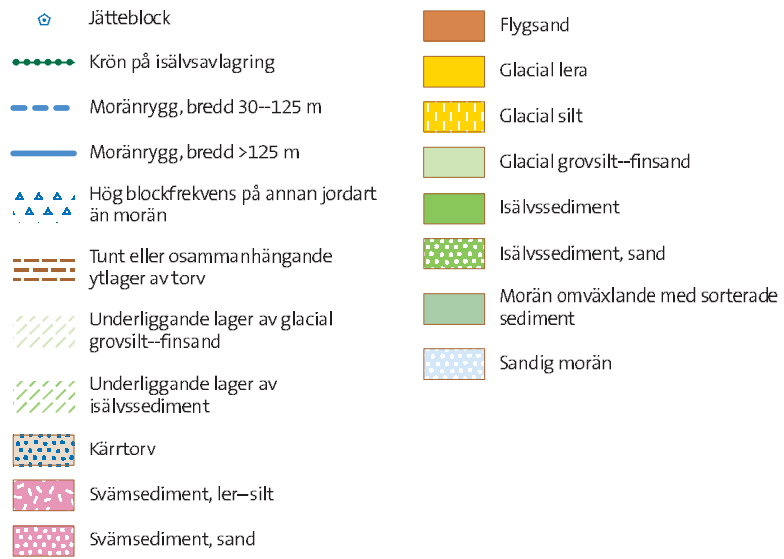 Jätteblock
Krön på isälvsavlagring
Moränrygg, bredd 30--125 m
Moränrygg, bredd >125 m
Hög blockfrekvens på annan jordart
än morän
Tunt eller osammanhängande
ytlager av torv
Underliggande lager av glacial
grovsilt--finsand
Underliggande lager av
isälvssediment
Kärrtorv
Svämsediment, ler--silt
Svämsediment, sand
Flygsand
Glacial lera
Glacial silt
Glacial grovsilt--finsand
Isälvssediment
Isälvssediment, sand
Morän omväxlande med sorterade
sediment
Sandig morän